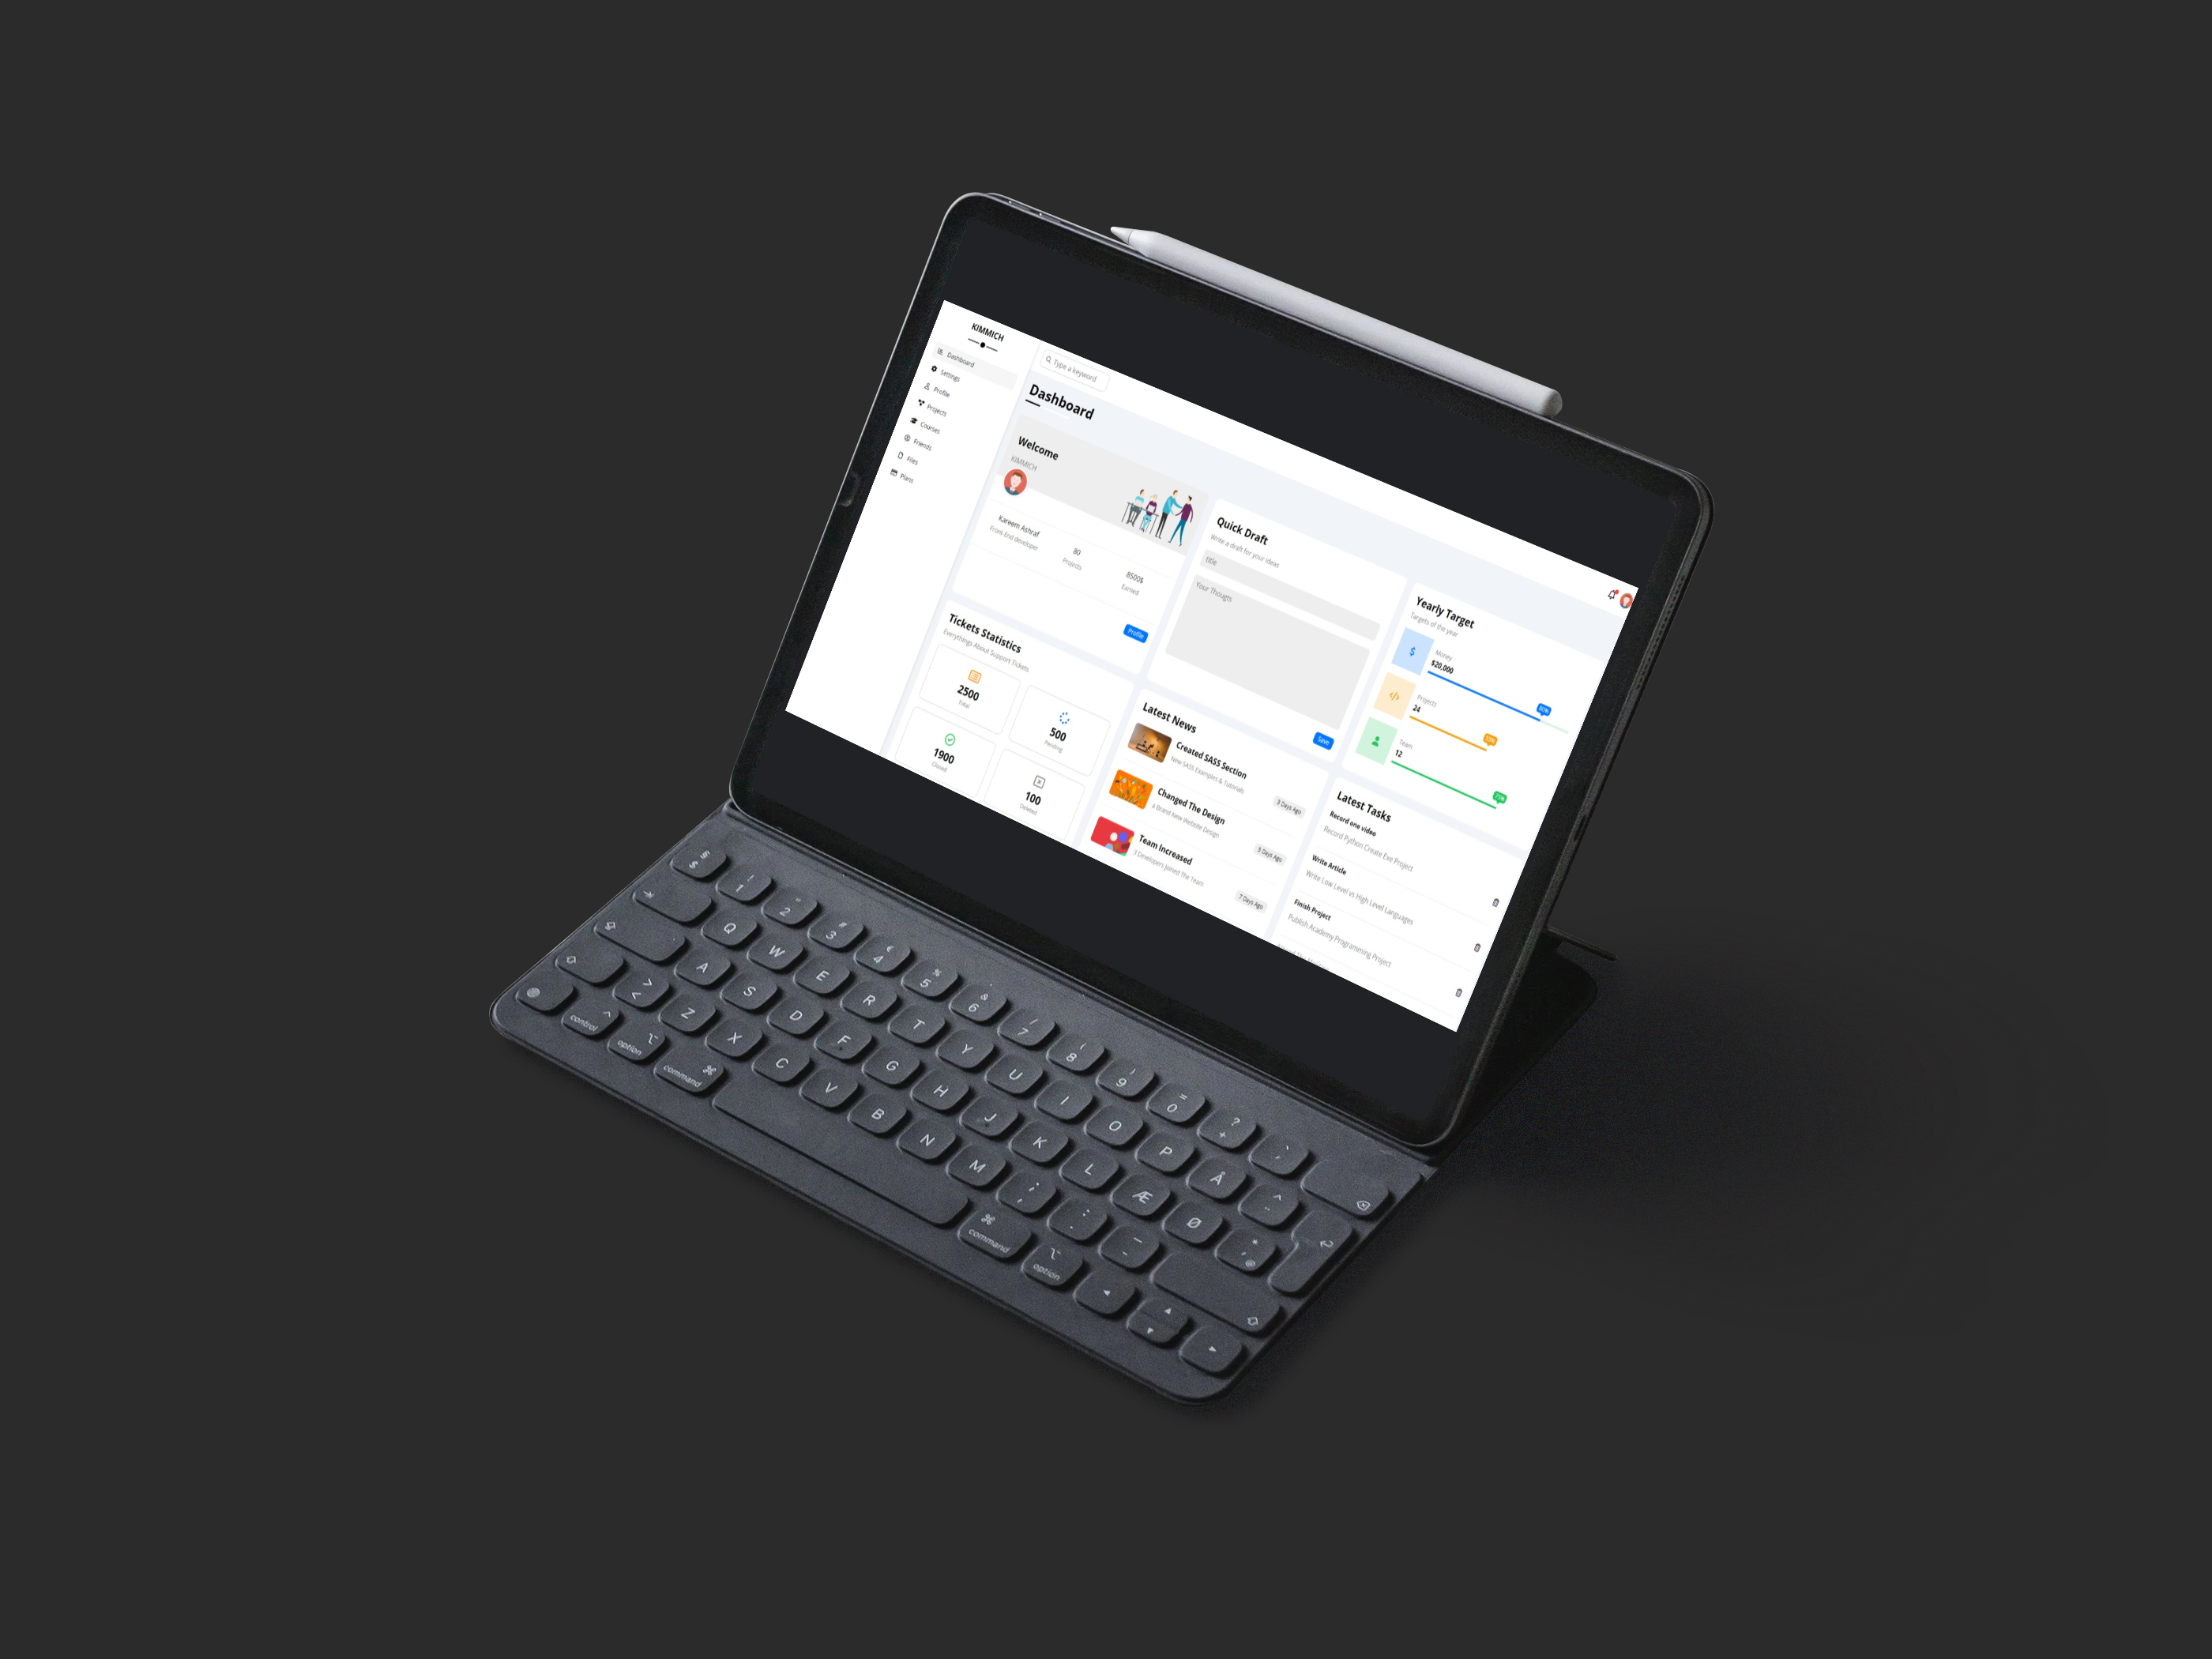 KIMMICH
Dashboard
Settings
Profile
Projects
Courses
Friends
Files
Plans
Type a keyword
Dashboard
Welcome
KIMMICH
Kareem Ashraf
Front-End developer
80
Projects
8500$
Earned
Profile
Quick Draft
Write a draft for your ideas
title
Your Thougts
Save
Yearly Target
Targets of the year
Money
$20,000
Projects
24
Team
12
Tickets Statistics
Everythings About Support Tickets
2500
Total
500
Pending
1900
Closed
100
Deleted
Latest News
Created SASS Section
New SASS Examples & Tutorials
3 Days Ago
Changed The Design
a Brand New Website Design
5 Days Ago
Team Increased
3 Developers Joined The Team
7 Days Ago
Latest Tasks
Record one video
Record Python Create Exe Project
Write Article
Write Low Level vs High Level Languages
Finish Project
Publish Academy Programming Project
§ $
! 1
" 2
# 3
€ 4
% 5
& 6
/ 7
( 8
) 9
= 0
? +
Q W E R T Y U I O P Å ^ ¨
A S D F G H J K L Æ Ø * ' @
> < Z X C V B N M ; , : . _ -
control option command command option